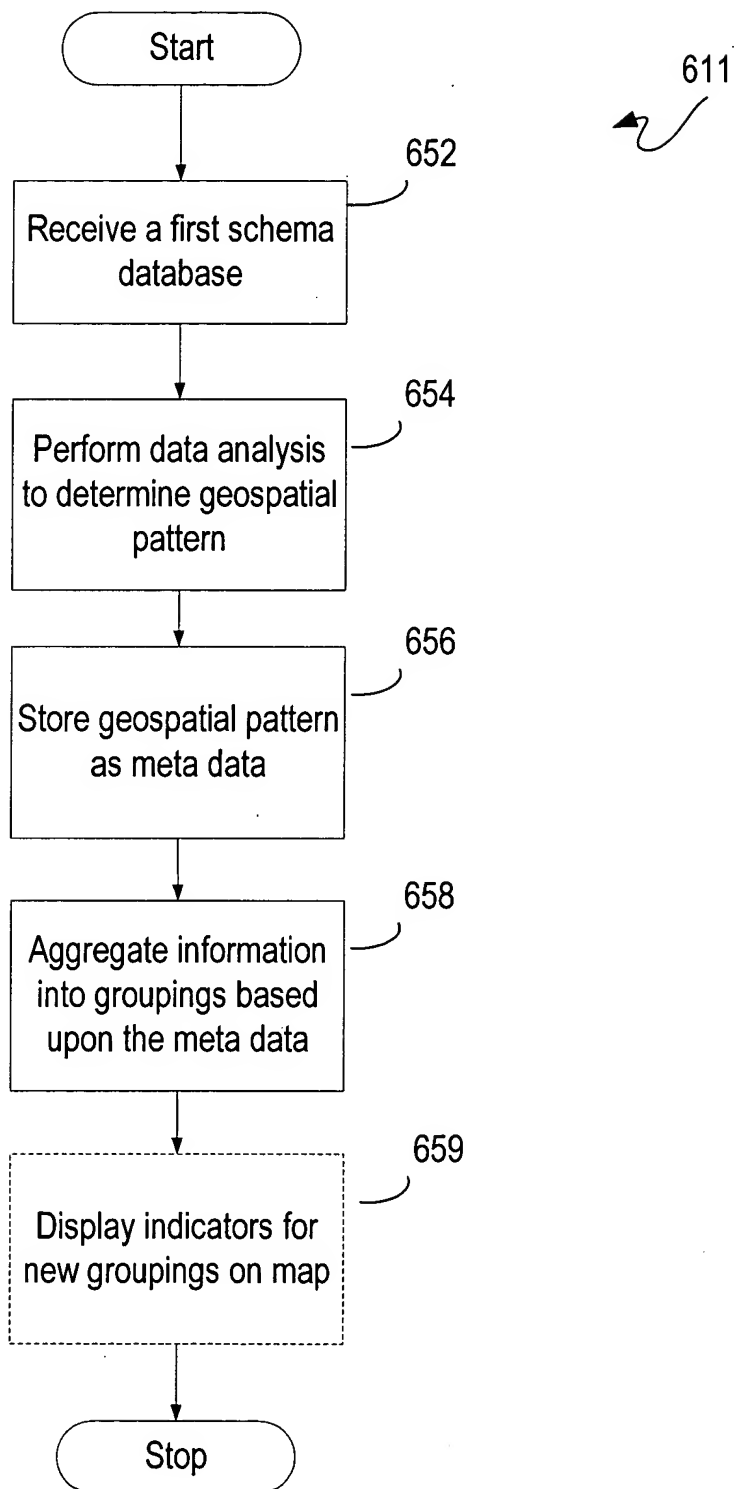 Start
611
652
Receive a first schema
database
654
Perform data analysis
to determine geospatial
pattern
656
Store geospatial pattern
as meta data
658
Aggregate information
into groupings based
upon the meta data
659
Display indicators for
new groupings on map
Stop